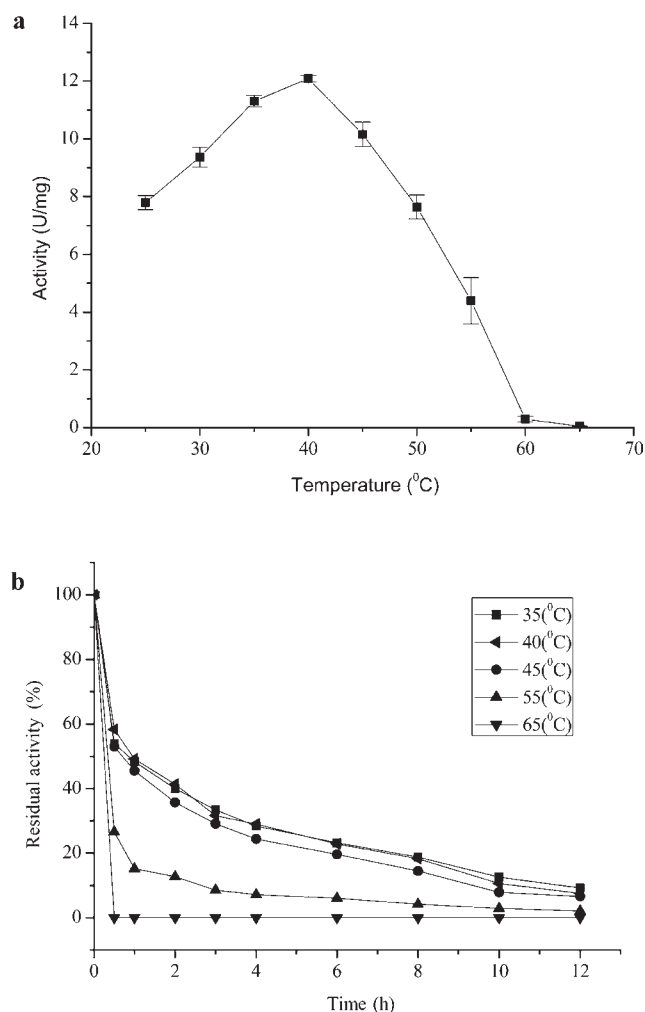 a
14
12
10
8
6
4
2
0
Activity (U/mg)
20 30 40 50 60 70
Temperature (⁰C)
b
100
80
60
40
20
0
Residual activity (%)
35(⁰C)
40(⁰C)
45(⁰C)
55(⁰C)
65(⁰C)
0 2 4 6 8 10 12
Time (h)